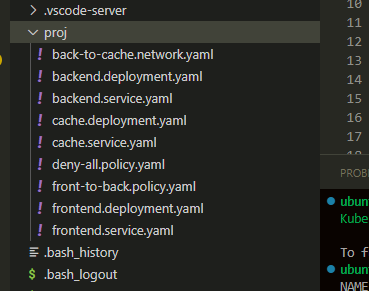 .vscode-server
proj
! back-to-cache.network.yaml
! backend.deployment.yaml
! backend.service.yaml
! cache.deployment.yaml
! cache.service.yaml
! deny-all.policy.yaml
! front-to-back.policy.yaml
! frontend.deployment.yaml
! frontend.service.yaml
.bash_history
$ .bash_logout
10
11
12
13
14
15
16
17
18
PROB
ubun
Kube
To f
ubun
NAME